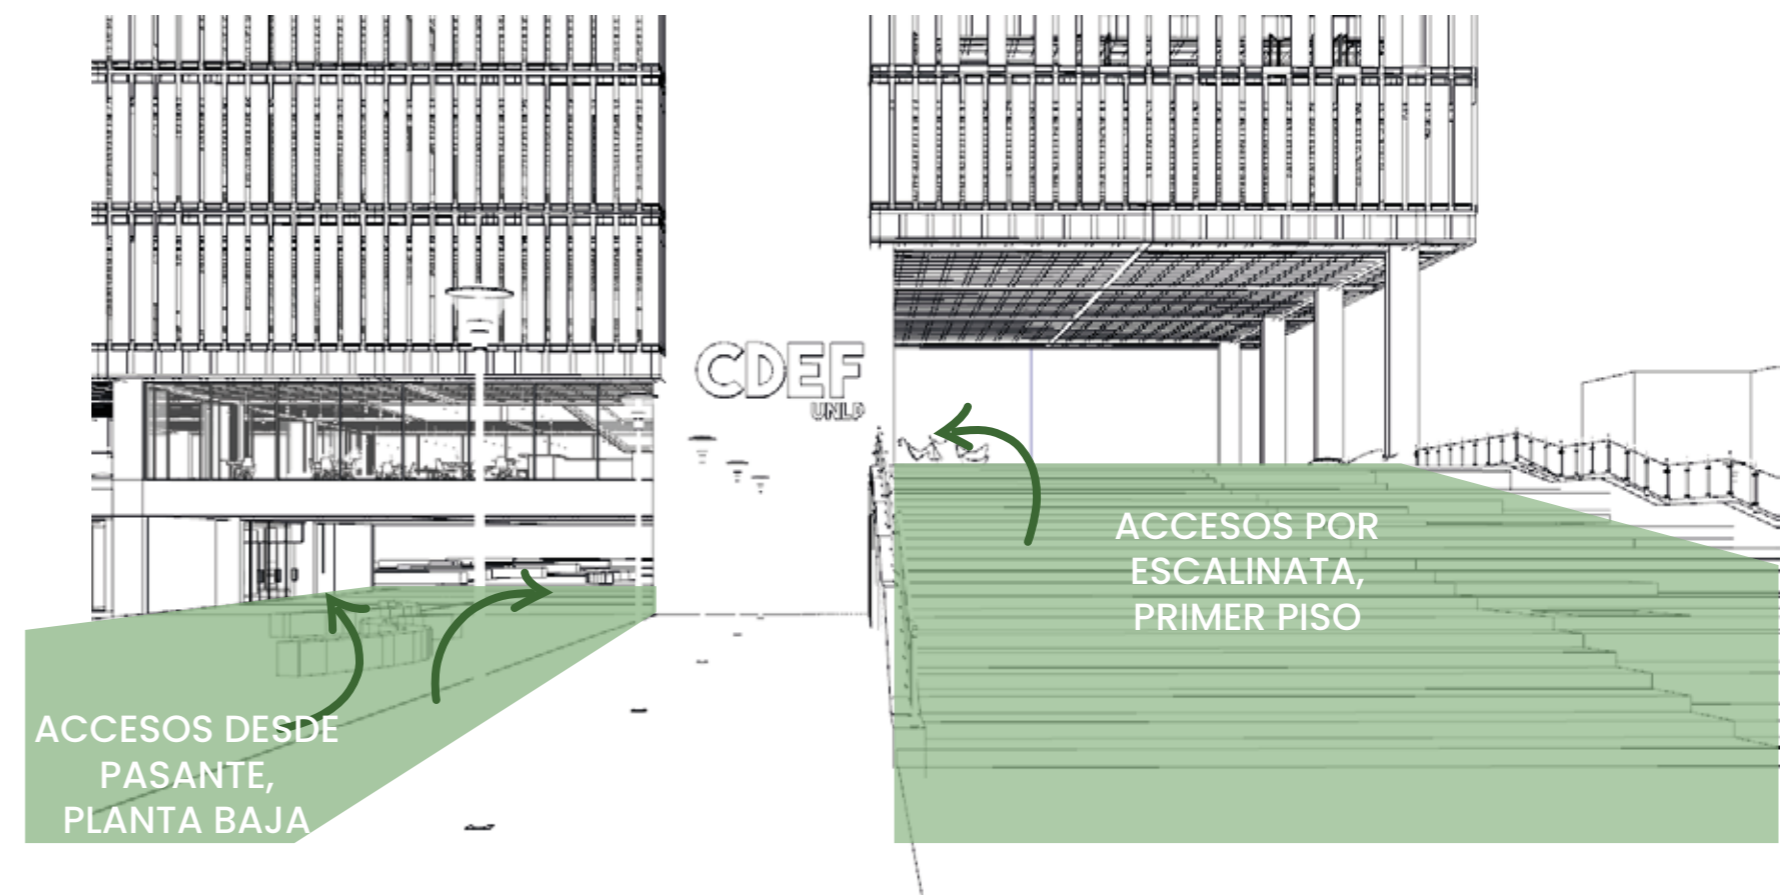 CDEF
UNLP
ACCESOS POR
ESCALINATA,
PRIMER PISO
ACCESOS DESDE
PASANTE,
PLANTA BAJA